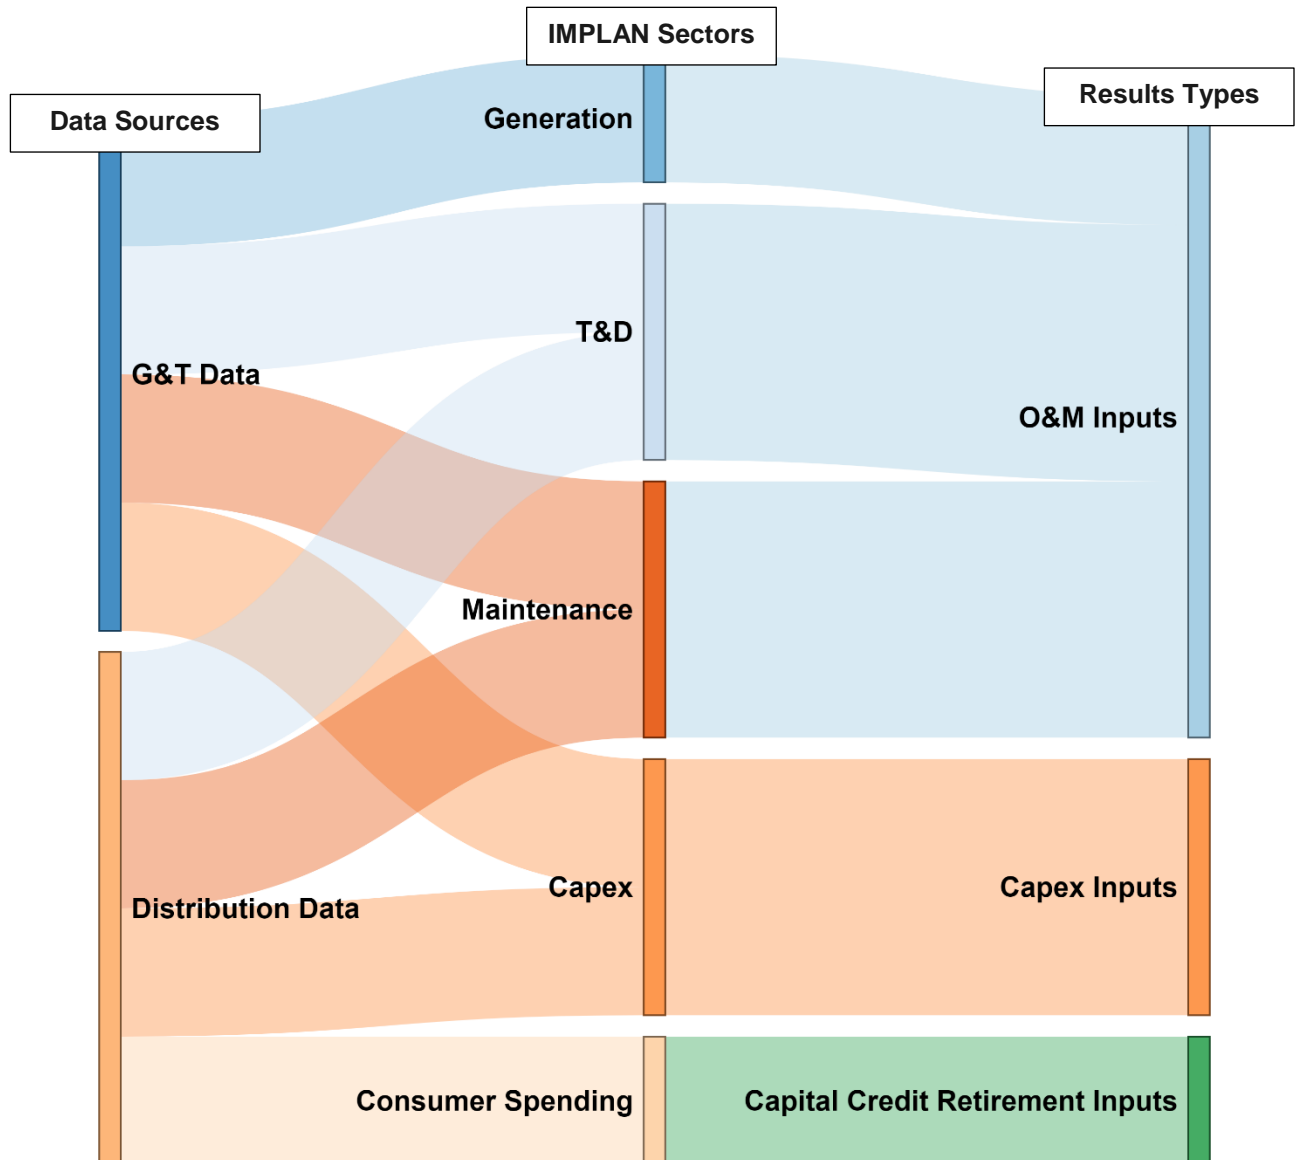 IMPLAN Sectors
Data Sources
Results Types
Generation
T&D
G&T Data
O&M Inputs
Maintenance
Capex
Capex Inputs
Distribution Data
Consumer Spending
Capital Credit Retirement Inputs